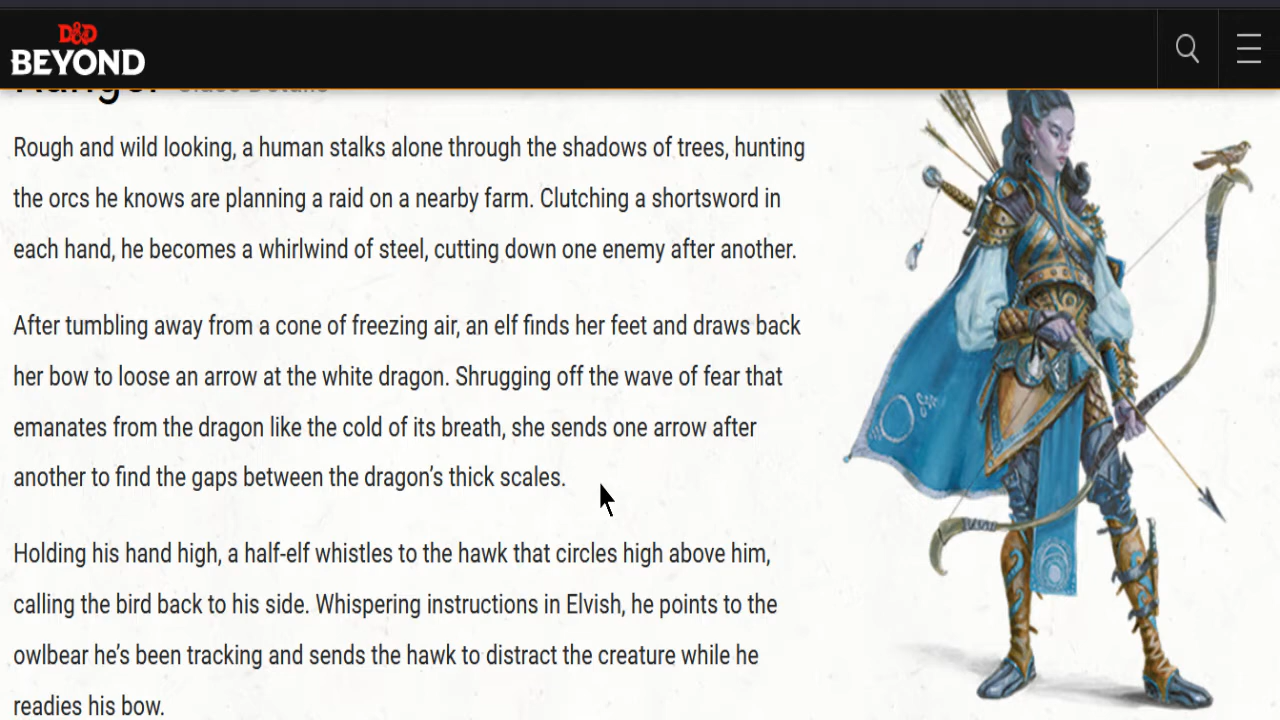 D&D
BEYOND
Ranger Class Details
Rough and wild looking, a human stalks alone through the shadows of trees, hunting
the orcs he knows are planning a raid on a nearby farm. Clutching a shortsword in
each hand, he becomes a whirlwind of steel, cutting down one enemy after another.
After tumbling away from a cone of freezing air, an elf finds her feet and draws back
her bow to loose an arrow at the white dragon. Shrugging off the wave of fear that
emanates from the dragon like the cold of its breath, she sends one arrow after
another to find the gaps between the dragon’s thick scales.
Holding his hand high, a half-elf whistles to the hawk that circles high above him,
calling the bird back to his side. Whispering instructions in Elvish, he points to the
owlbear he’s been tracking and sends the hawk to distract the creature while he
readies his bow.